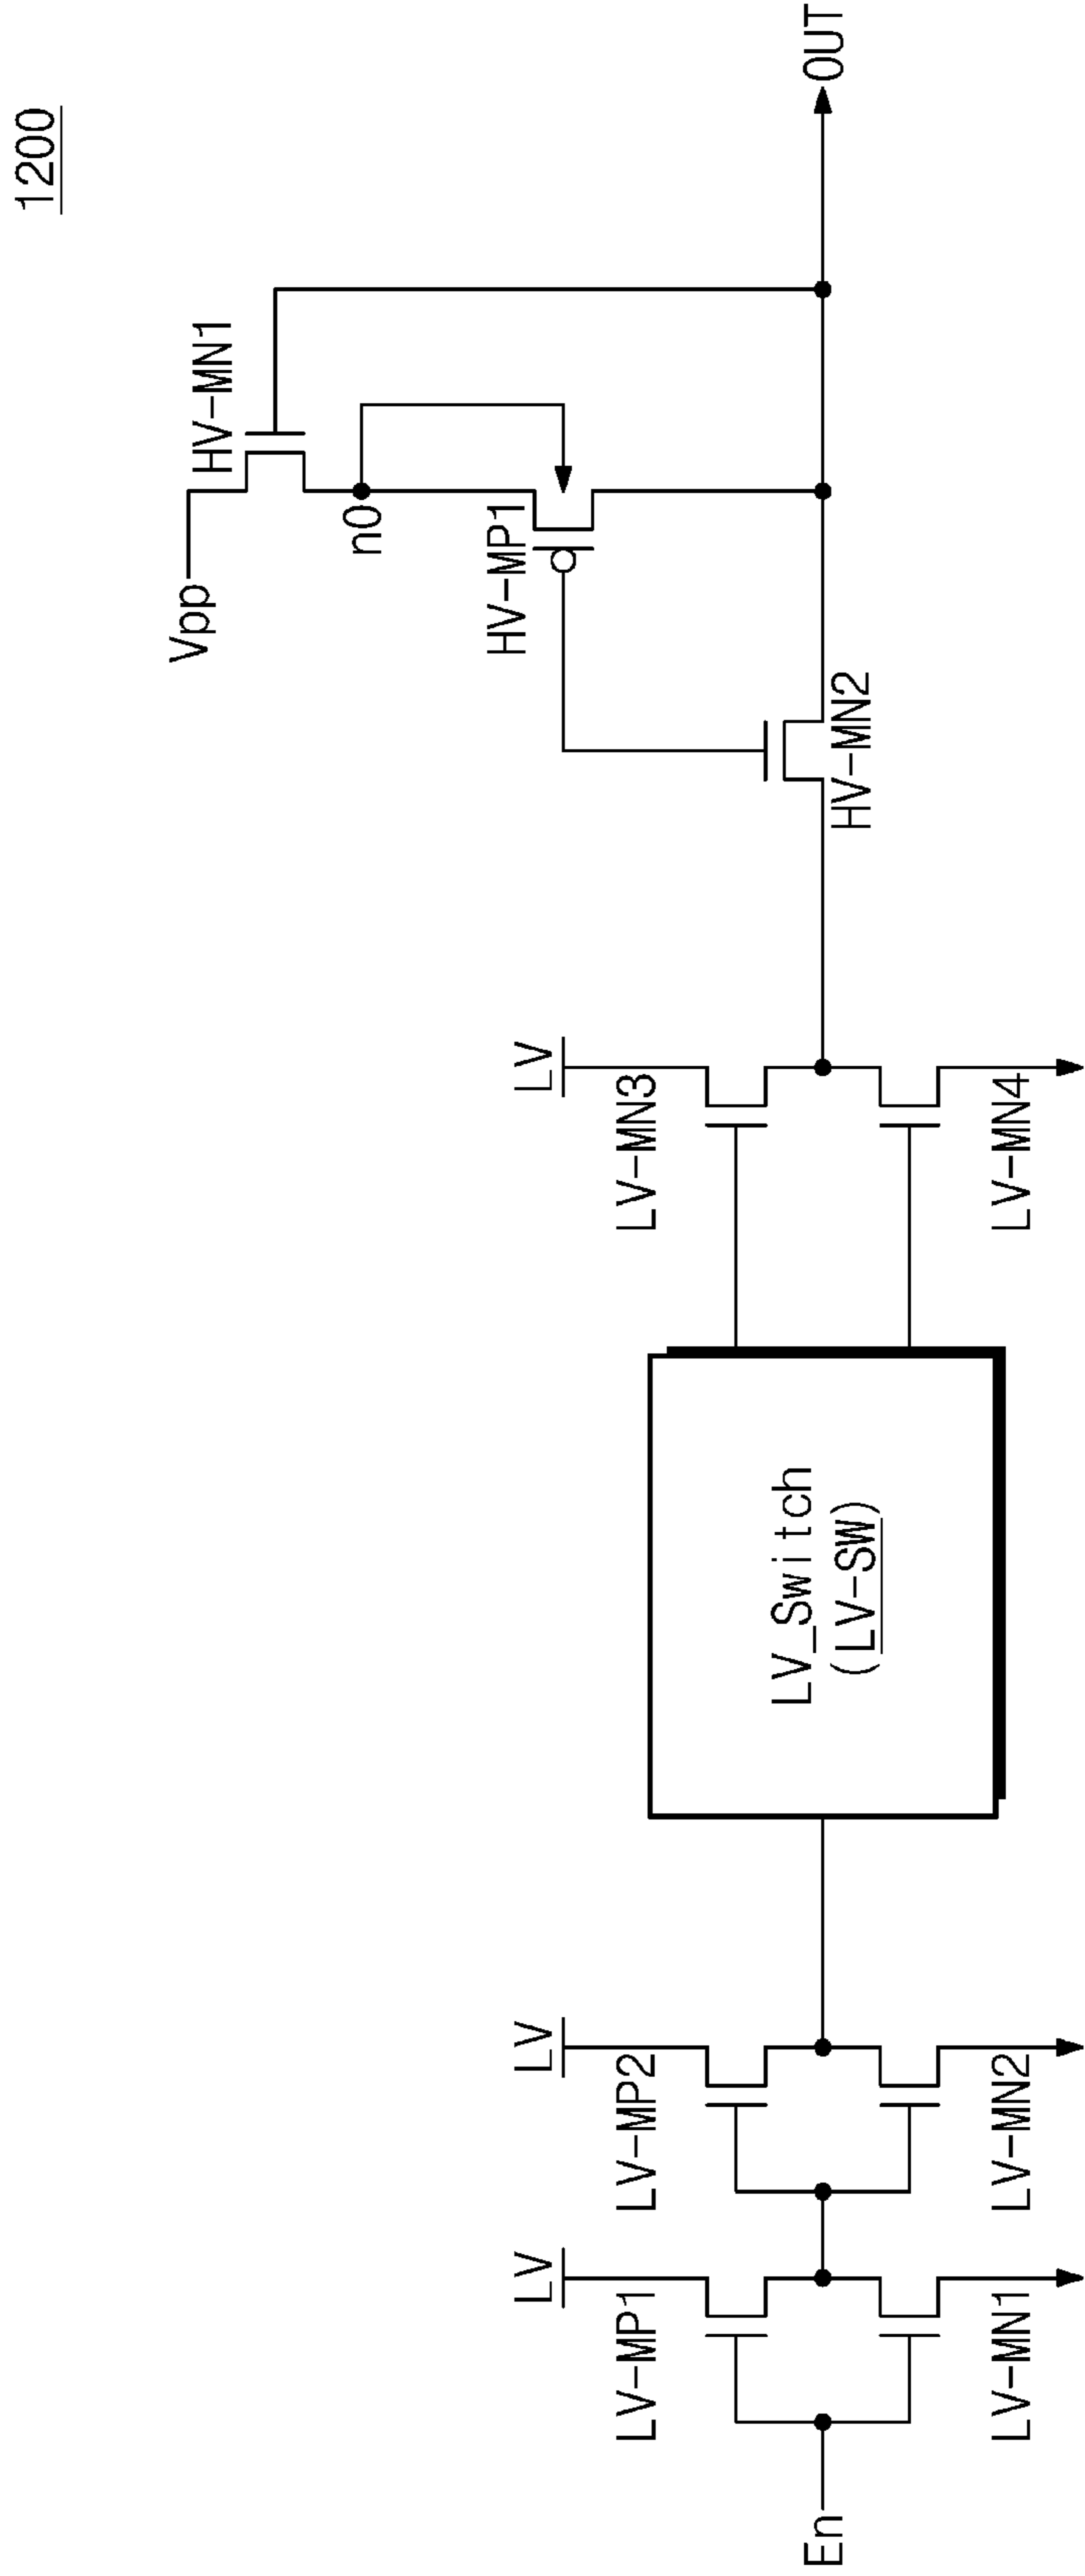 1200
Vpp
HV-MN1
n0
HV-MP1
HV-MN2
OUT
LV
LV-MN3
LV-MN4
LV_Switch
(LV-SW)
LV
LV-MP2
LV-MN2
LV
LV-MP1
LV-MN1
En